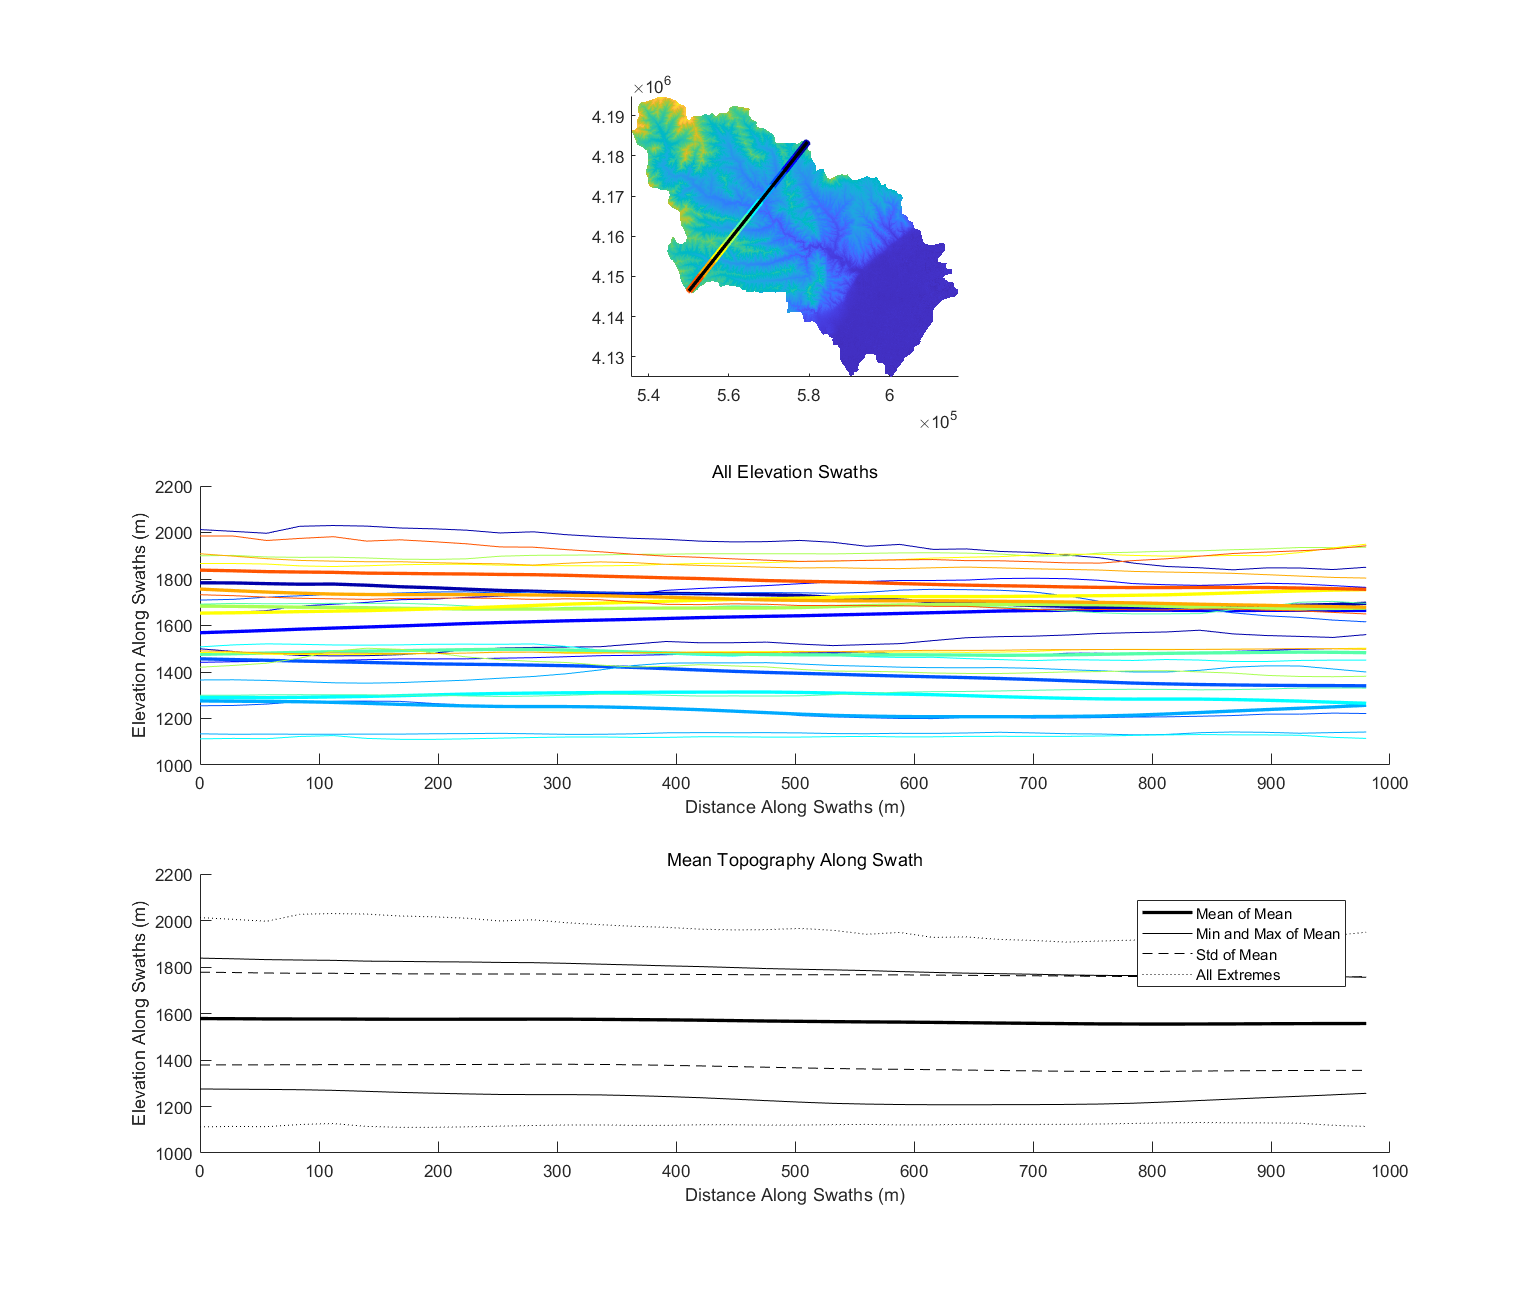 ×10^6
4.19
4.18
4.17
4.16
4.15
4.14
4.13
5.4 5.6 5.8 6
×10^5
All Elevation Swaths
Elevation Along Swaths (m)
2200
2000
1800
1600
1400
1200
1000
0 100 200 300 400 500 600 700 800 900 1000
Distance Along Swaths (m)
Mean Topography Along Swath
Elevation Along Swaths (m)
2200
2000
1800
1600
1400
1200
1000
Mean of Mean
Min and Max of Mean
Std of Mean
All Extremes
0 100 200 300 400 500 600 700 800 900 1000
Distance Along Swaths (m)